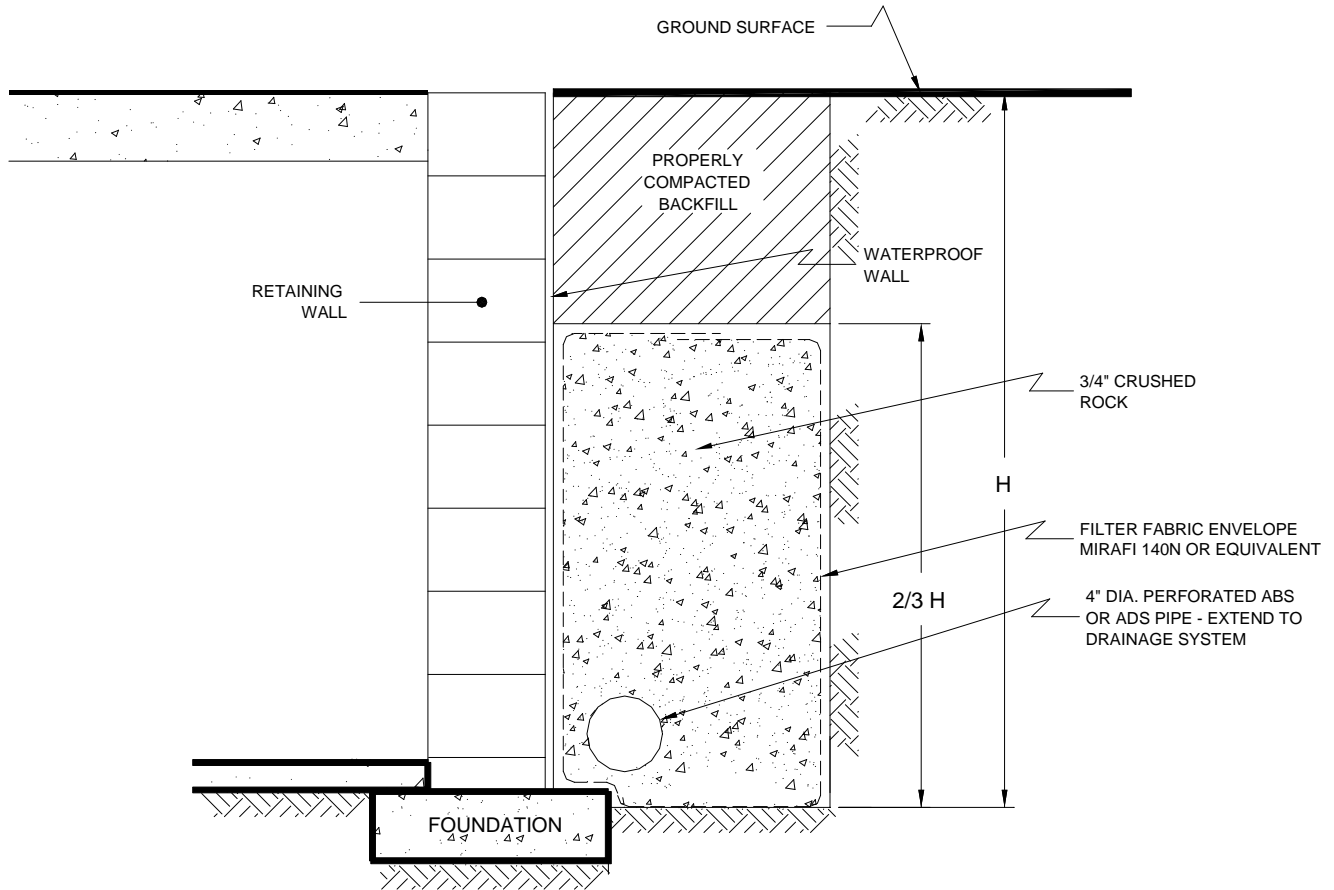 GROUND SURFACE
PROPERLY
COMPACTED
BACKFILL
WATERPROOF
WALL
RETAINING
WALL
3/4" CRUSHED
ROCK
H
FILTER FABRIC ENVELOPE
MIRAFI 140N OR EQUIVALENT
2/3 H
4" DIA. PERFORATED ABS
OR ADS PIPE - EXTEND TO
DRAINAGE SYSTEM
FOUNDATION